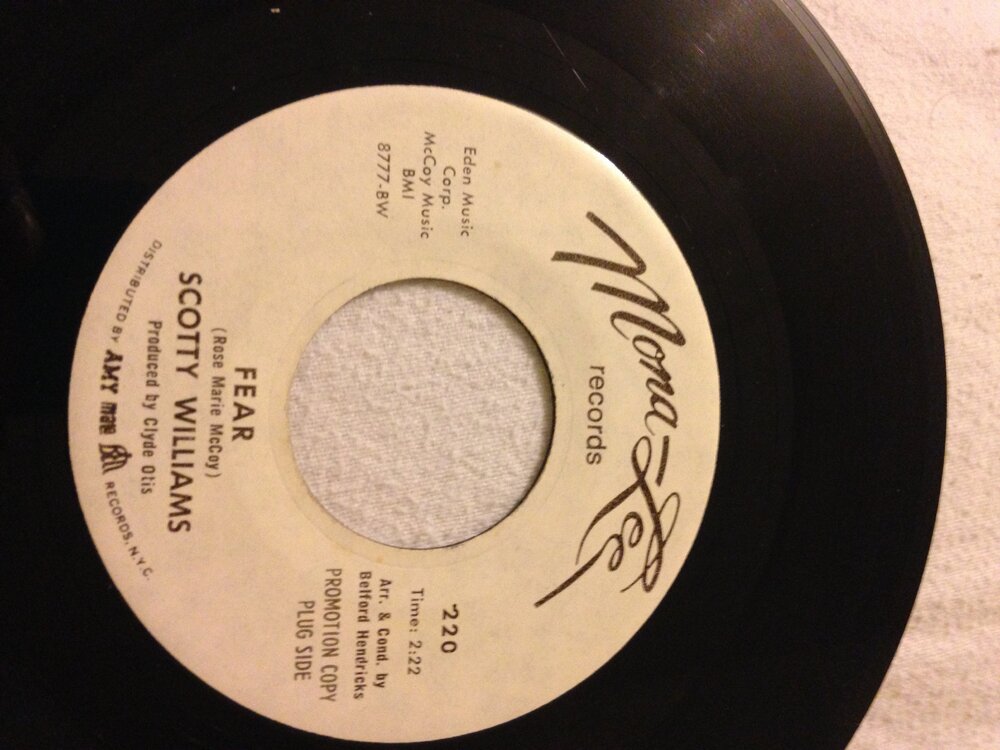 Mona-Lee
records
Eden Music
Corp.
McCoy Music
BMI
8777-BW
220
Time: 2:22
Arr. & Cond. by
Belford Hendricks
PROMOTION COPY
PLUG SIDE
FEAR
(Rose Marie McCoy)
SCOTTY WILLIAMS
Produced by Clyde Otis
DISTRIBUTED BY AMY mala Bell RECORDS, N.Y.C.